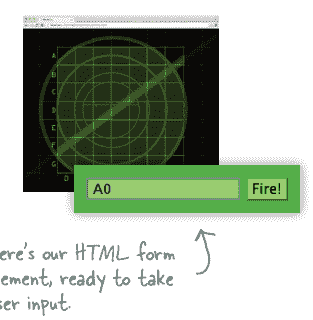 A
B
C
D
E
F
G
A0
Fire!
ere's our HTML form
ement, ready to take
ser input.